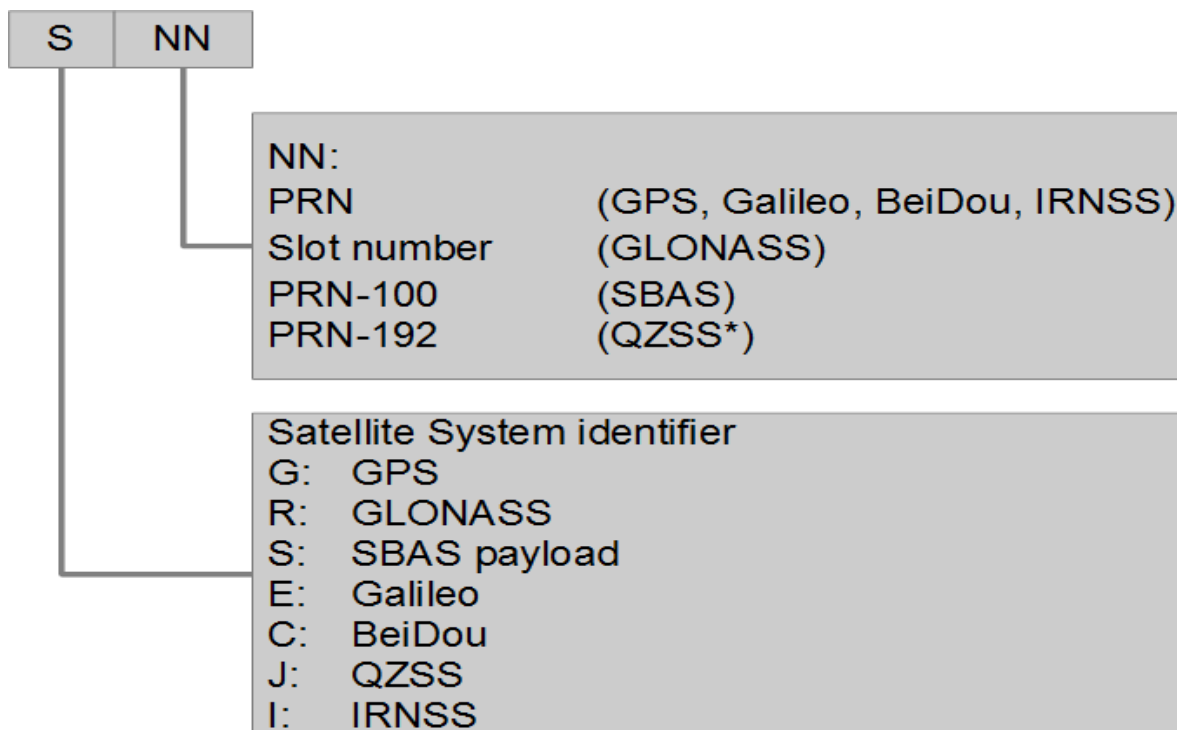 S NN
NN:
PRN (GPS, Galileo, BeiDou, IRNSS)
Slot number (GLONASS)
PRN-100 (SBAS)
PRN-192 (QZSS*)
Satellite System identifier
G: GPS
R: GLONASS
S: SBAS payload
E: Galileo
C: BeiDou
J: QZSS
I: IRNSS